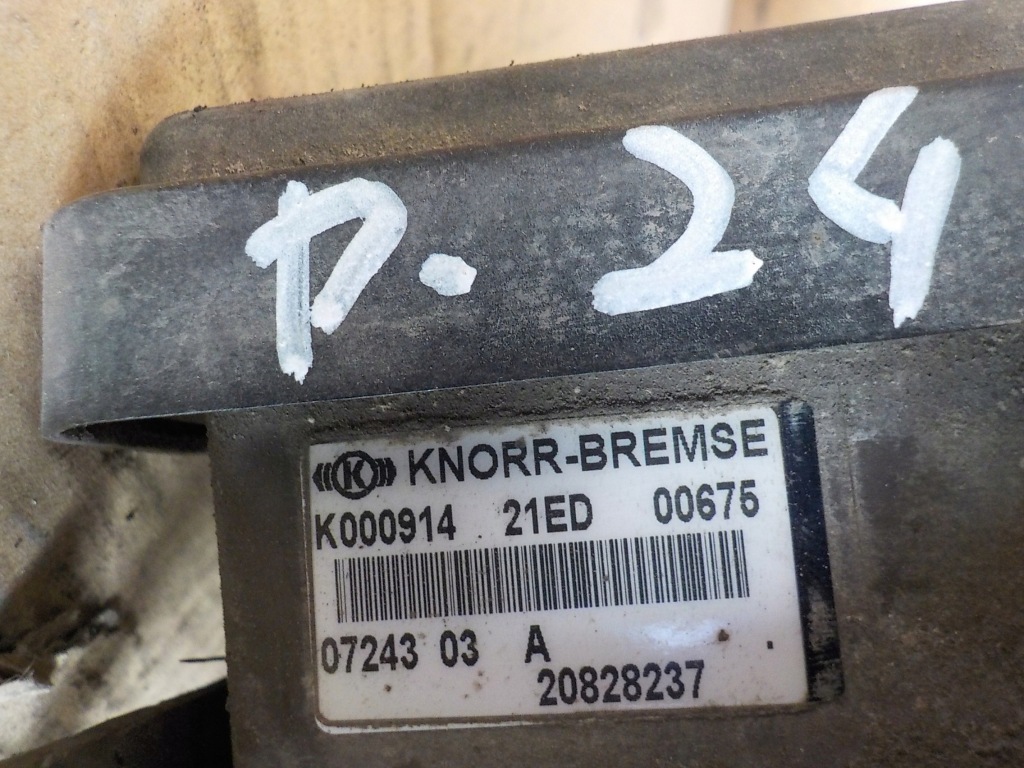 D. 24
K KNORR-BREMSE
K000914 21ED 00675
07243 03 A
20828237